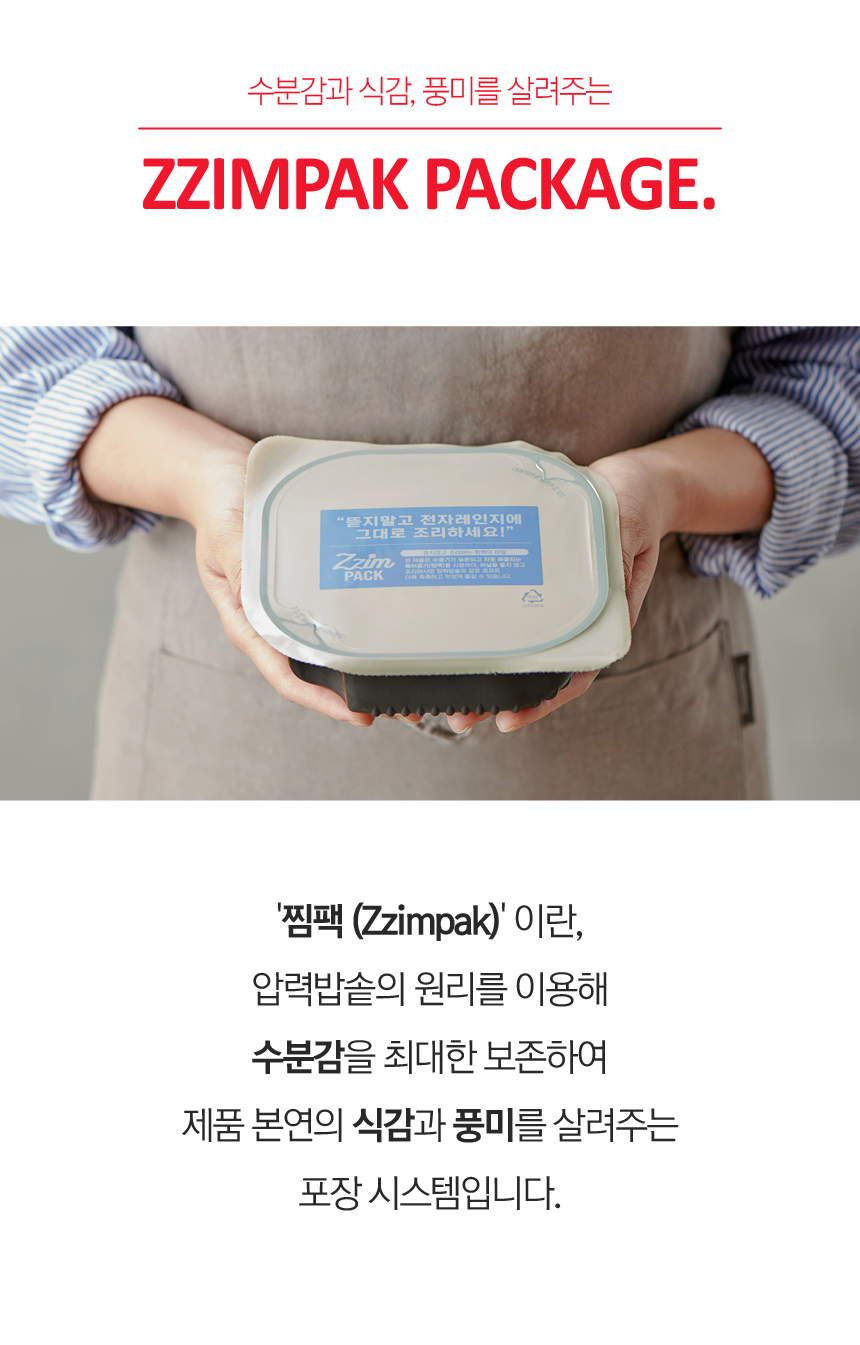 수분감과 식감, 풍미를 살려주는
ZZIMPAK PACKAGE.
“뜯지말고 전자레인지에
그대로 조리하세요!”
Zzim
PACK
'찜팩 (Zzimpak)' 이란,
압력밥솥의 원리를 이용해
수분감을 최대한 보존하여
제품 본연의 식감과 풍미를 살려주는
포장 시스템입니다.